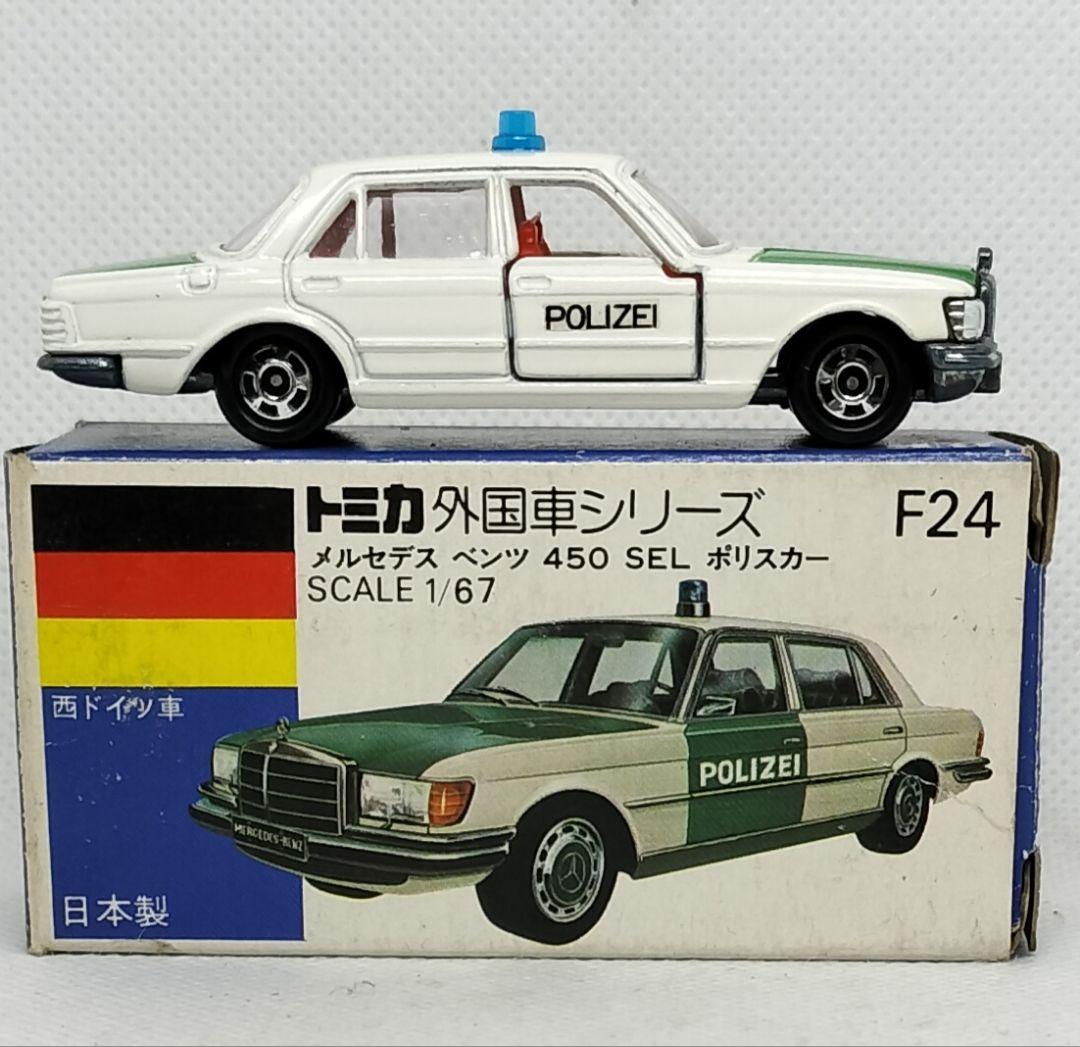 POLIZEI
トミカ 外国車シリーズ F24
メルセデス ベンツ 450 SEL ポリスカー
SCALE 1/67
西ドイツ車
POLIZEI
MERCEDES-BENZ
日本製